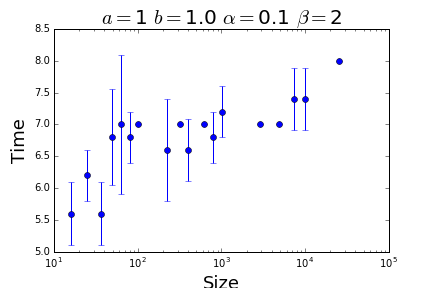 a = 1 b = 1.0 α = 0.1 β = 2
8.5
8.0
7.5
7.0
6.5
6.0
5.5
5.0
Time
10¹ 10² 10³ 10⁴ 10⁵
Size